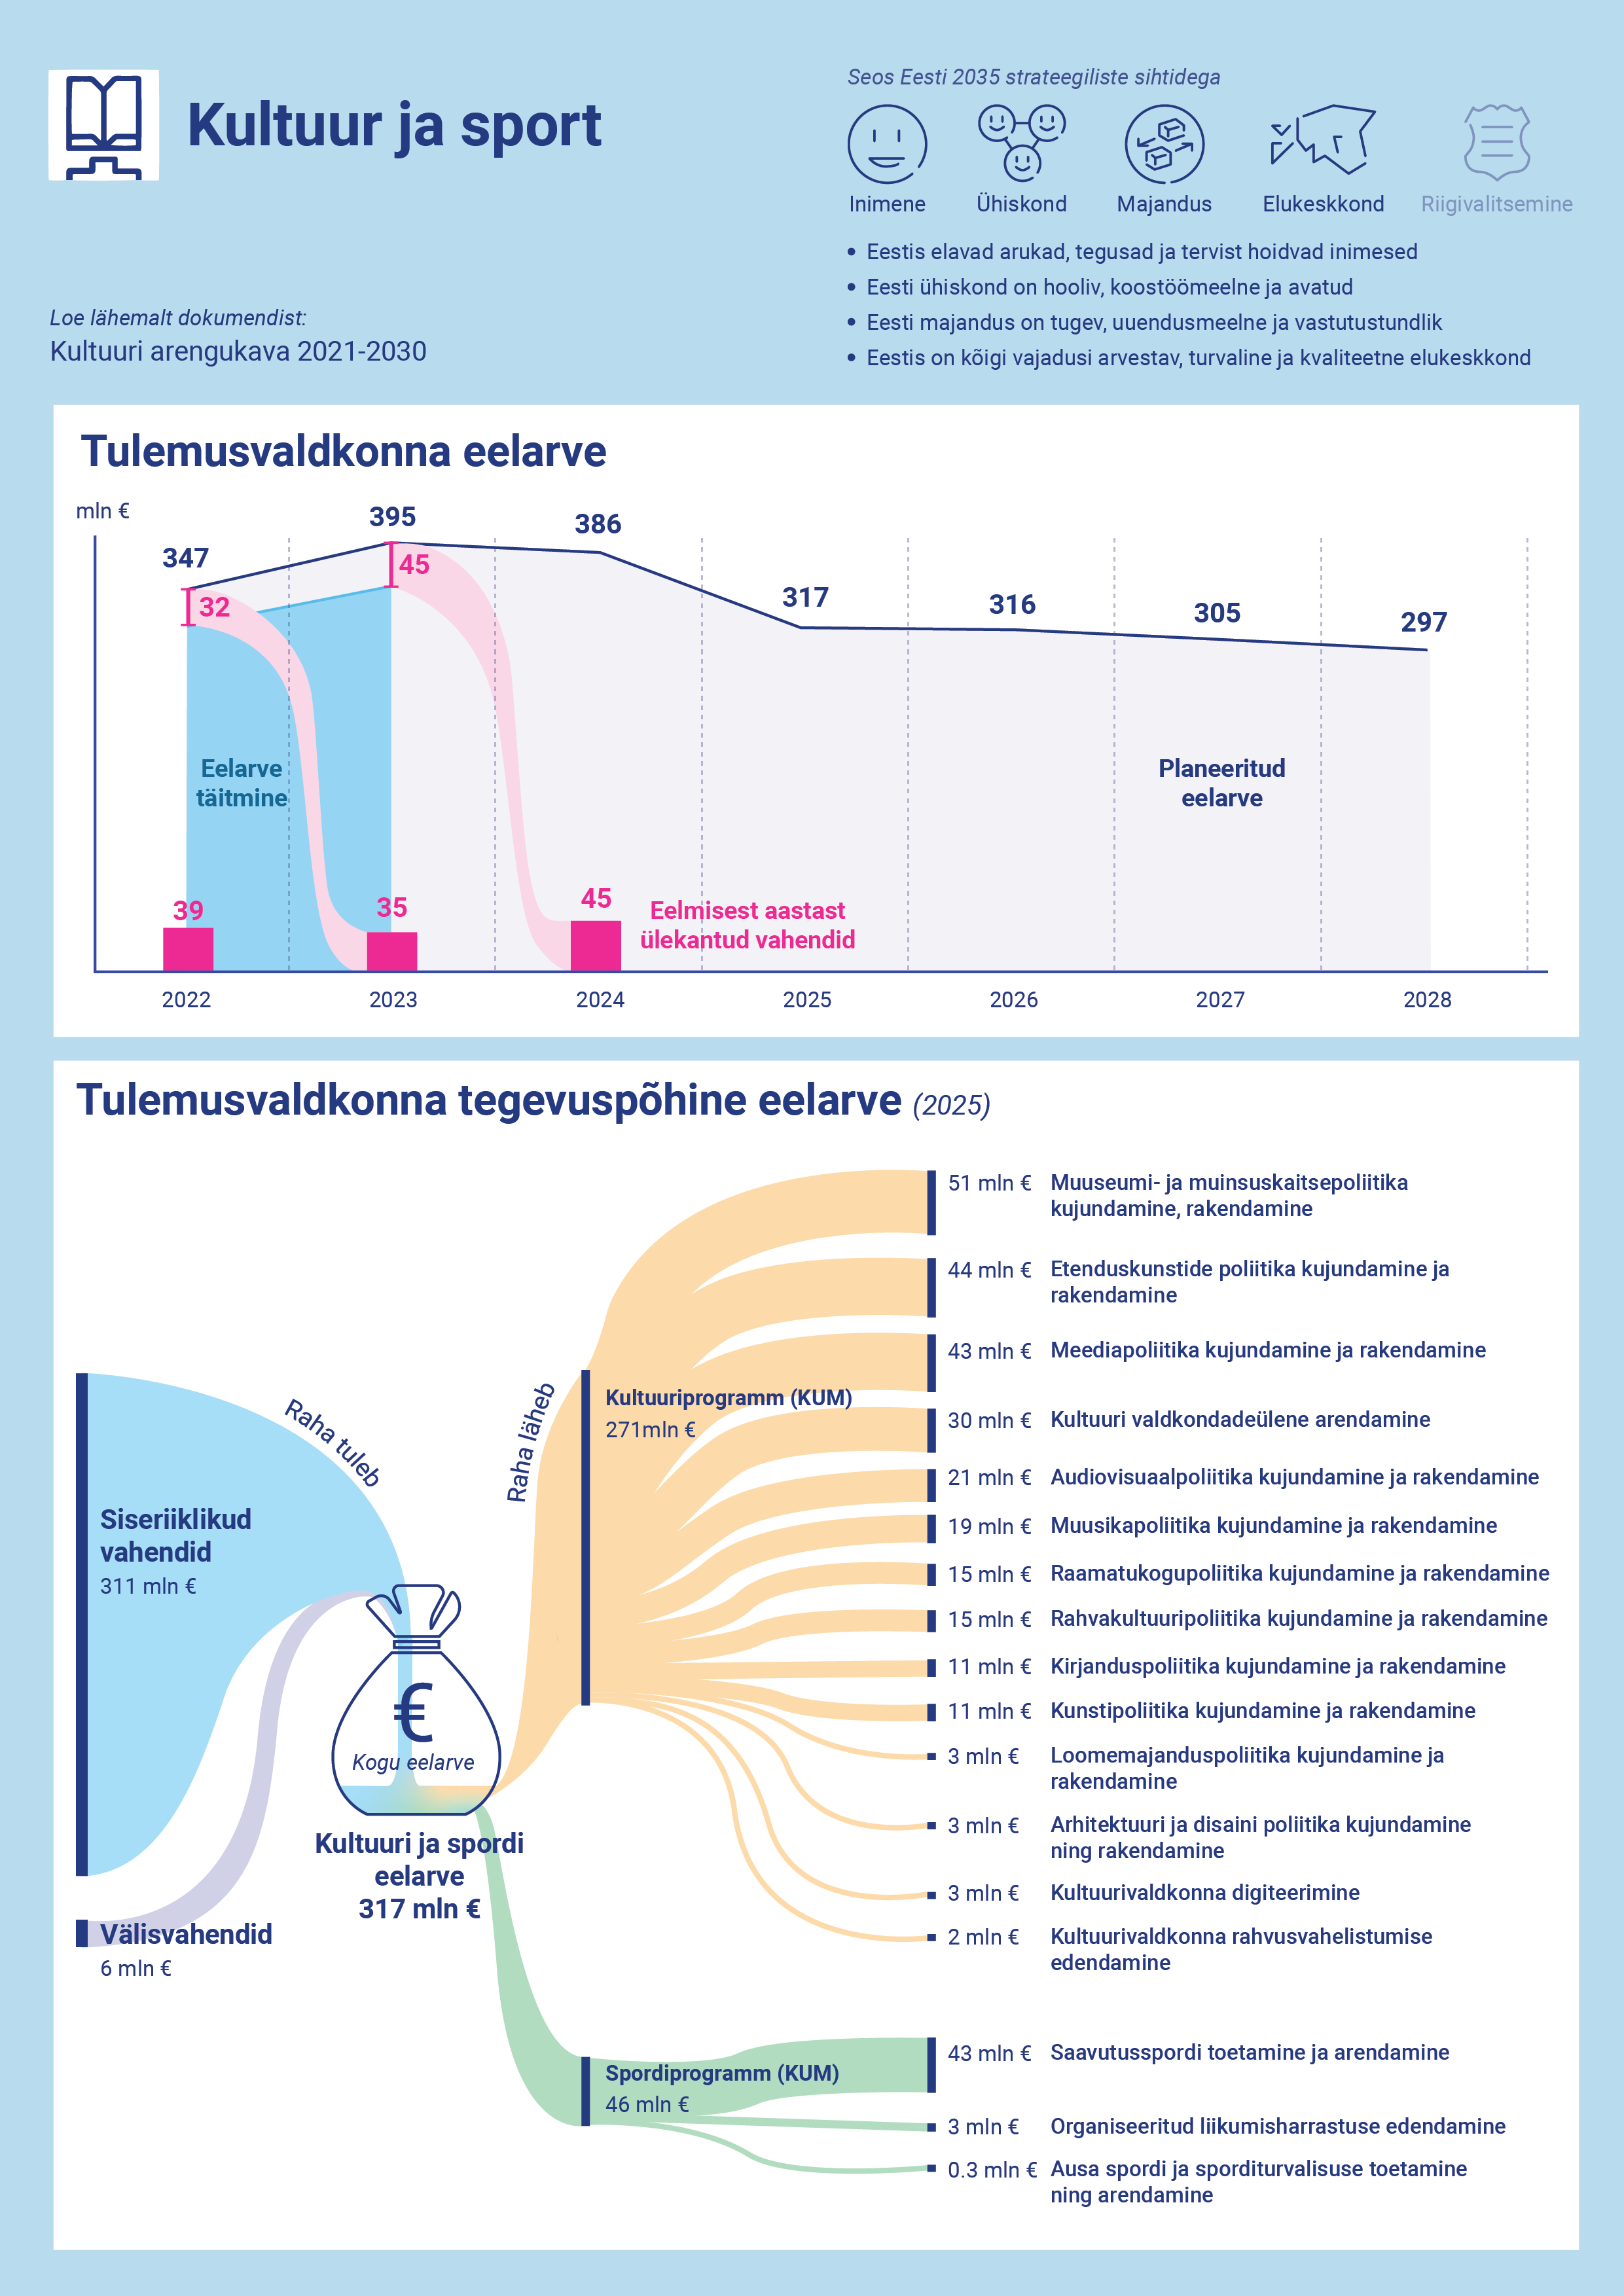 Kultuur ja sport
Loe lähemalt dokumendist:
Kultuuri arengukava 2021-2030
Seos Eesti 2035 strateegiliste sihtidega
Inimene
Ühiskond
Majandus
Elukeskkond
Riigivalitsemine
• Eestis elavad arukad, tegusad ja tervist hoidvad inimesed
• Eesti ühiskond on hooliv, koostöömeelne ja avatud
• Eesti majandus on tugev, uuendusmeelne ja vastutustundlik
• Eestis on kõigi vajadusi arvestav, turvaline ja kvaliteetne elukeskkond
Tulemusvaldkonna eelarve
mln €
347
395
386
317
316
305
297
32
45
Eelarve
täitmine
Planeeritud
eelarve
39
35
45
Eelmisest aastast
ülekantud vahendid
2022
2023
2024
2025
2026
2027
2028
Tulemusvaldkonna tegevuspõhine eelarve (2025)
Raha tuleb
Siseriiklikud
vahendid
311 mln €
Välisvahendid
6 mln €
€
Kogu eelarve
Kultuuri ja spordi
eelarve
317 mln €
Raha läheb
Kultuuriprogramm (KUM)
271mln €
51 mln € Muuseumi- ja muinsuskaitsepoliitika
kujundamine, rakendamine
44 mln € Etenduskunstide poliitika kujundamine ja
rakendamine
43 mln € Meediapoliitika kujundamine ja rakendamine
30 mln € Kultuuri valdkondadeülene arendamine
21 mln € Audiovisuaalpoliitika kujundamine ja rakendamine
19 mln € Muusikapoliitika kujundamine ja rakendamine
15 mln € Raamatukogupoliitika kujundamine ja rakendamine
15 mln € Rahvakultuuripoliitika kujundamine ja rakendamine
11 mln € Kirjanduspoliitika kujundamine ja rakendamine
11 mln € Kunstipoliitika kujundamine ja rakendamine
3 mln € Loomemajanduspoliitika kujundamine ja
rakendamine
3 mln € Arhitektuuri ja disaini poliitika kujundamine
ning rakendamine
3 mln € Kultuurivaldkonna digiteerimine
2 mln € Kultuurivaldkonna rahvusvahelistumise
edendamine
Spordiprogramm (KUM)
46 mln €
43 mln € Saavutusspordi toetamine ja arendamine
3 mln € Organiseeritud liikumisharrastuse edendamine
0.3 mln € Ausa spordi ja sporditurvalisuse toetamine
ning arendamine